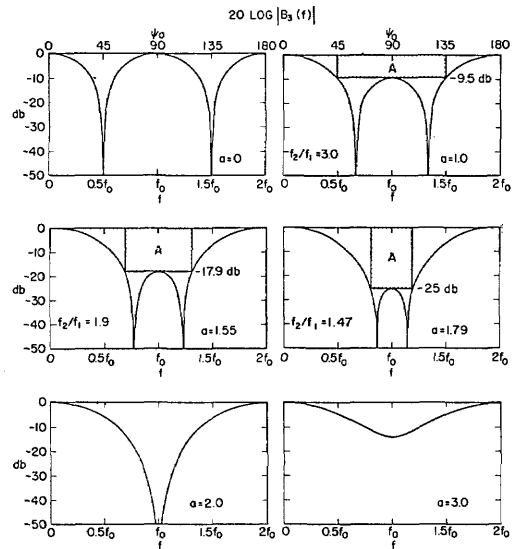 20 LOG |B₃(f)|
ψₐ ψₐ
0 45 90 135 180 0 45 90 135 180
0
-10
-20
db
-30
-40
-50
a=0
0 0.5f₀ f₀ 1.5f₀ 2f₀
f
A
-9.5 db
f₂/f₁ = 3.0
a=1.0
0 0.5f₀ f₀ 1.5f₀ 2f₀
f
0
-10
-20
db
-30
-40
-50
A
-17.9 db
f₂/f₁ = 1.9
a=1.55
0 0.5f₀ f₀ 1.5f₀ 2f₀
f
A
-25 db
f₂/f₁ = 1.47
a=1.79
0 0.5f₀ f₀ 1.5f₀ 2f₀
f
0
-10
-20
db
-30
-40
-50
a=2.0
0 0.5f₀ f₀ 1.5f₀ 2f₀
f
a=3.0
0 0.5f₀ f₀ 1.5f₀ 2f₀
f